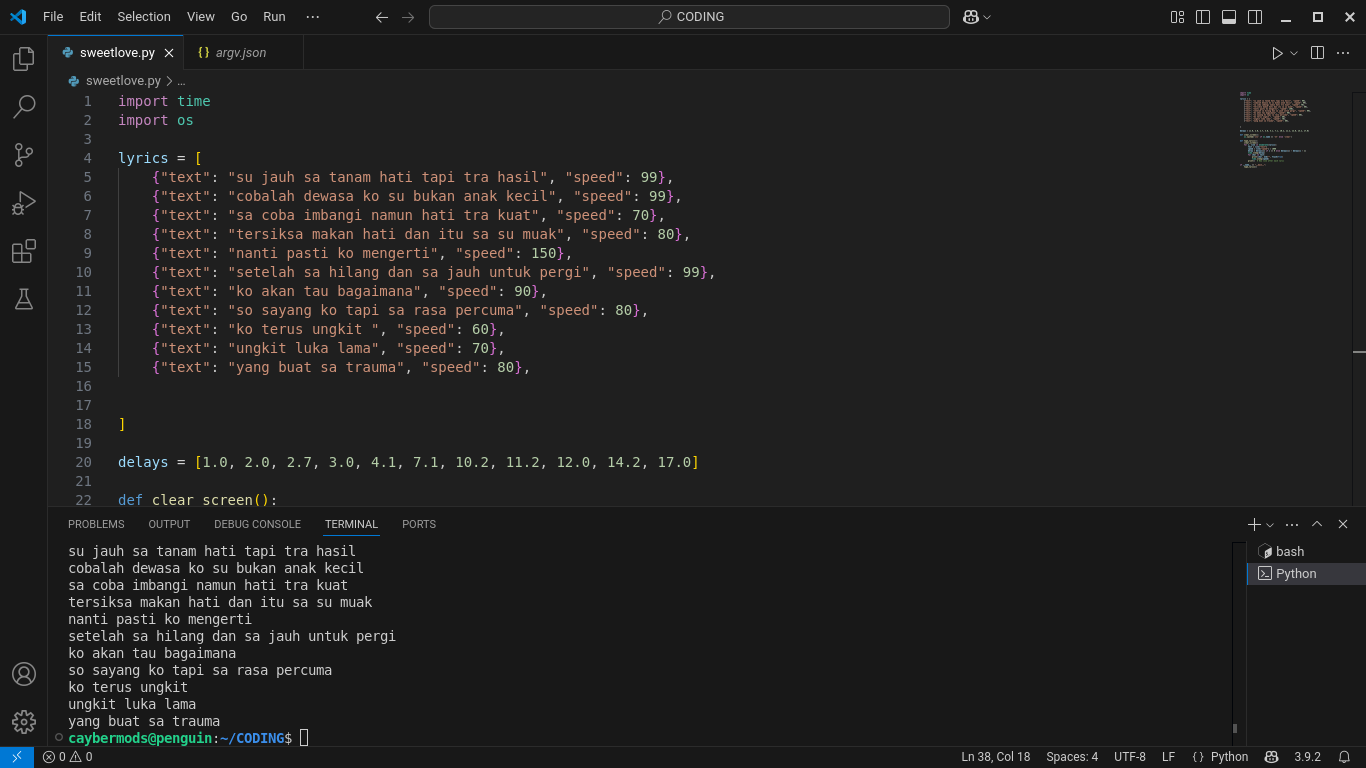 File Edit Selection View Go Run ··· CODING
sweetlove.py argv.json
sweetlove.py > ...
1 import time
2 import os
3
4 lyrics = [
5 {"text": "su jauh sa tanam hati tapi tra hasil", "speed": 99},
6 {"text": "cobalah dewasa ko su bukan anak kecil", "speed": 99},
7 {"text": "sa coba imbangi namun hati tra kuat", "speed": 70},
8 {"text": "tersiksa makan hati dan itu sa su muak", "speed": 80},
9 {"text": "nanti pasti ko mengerti", "speed": 150},
10 {"text": "setelah sa hilang dan sa jauh untuk pergi", "speed": 99},
11 {"text": "ko akan tau bagaimana", "speed": 90},
12 {"text": "so sayang ko tapi sa rasa percuma", "speed": 80},
13 {"text": "ko terus ungkit ", "speed": 60},
14 {"text": "ungkit luka lama", "speed": 70},
15 {"text": "yang buat sa trauma", "speed": 80},
16
17
18 ]
19
20 delays = [1.0, 2.0, 2.7, 3.0, 4.1, 7.1, 10.2, 11.2, 12.0, 14.2, 17.0]
21
22 def clear_screen():
PROBLEMS OUTPUT DEBUG CONSOLE TERMINAL PORTS
su jauh sa tanam hati tapi tra hasil
cobalah dewasa ko su bukan anak kecil
sa coba imbangi namun hati tra kuat
tersiksa makan hati dan itu sa su muak
nanti pasti ko mengerti
setelah sa hilang dan sa jauh untuk pergi
ko akan tau bagaimana
so sayang ko tapi sa rasa percuma
ko terus ungkit
ungkit luka lama
yang buat sa trauma
caybermods@penguin:~/CODING$
bash
Python
0 0 Ln 38, Col 18 Spaces: 4 UTF-8 LF { } Python 3.9.2